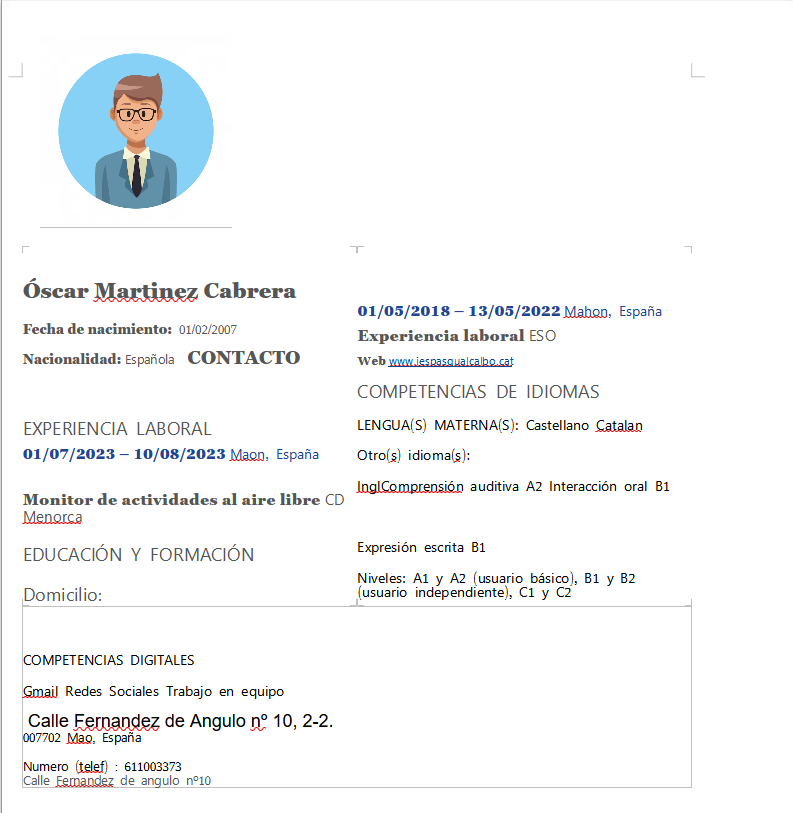 Óscar Martinez Cabrera
Fecha de nacimiento: 01/02/2007
Nacionalidad: Española CONTACTO
EXPERIENCIA LABORAL
01/07/2023 – 10/08/2023 Maon, España
Monitor de actividades al aire libre CD
Menorca
EDUCACIÓN Y FORMACIÓN
Domicilio:
01/05/2018 – 13/05/2022 Mahon, España
Experiencia laboral ESO
Web www.iespasqualcalbo.cat
COMPETENCIAS DE IDIOMAS
LENGUA(S) MATERNA(S): Castellano Catalan
Otro(s) idioma(s):
InglComprensión auditiva A2 Interacción oral B1
Expresión escrita B1
Niveles: A1 y A2 (usuario básico), B1 y B2
(usuario independiente), C1 y C2
COMPETENCIAS DIGITALES
Gmail Redes Sociales Trabajo en equipo
Calle Fernandez de Angulo nº 10, 2-2.
007702 Mao, España
Numero (telef) : 611003373
Calle Fernandez de angulo nº10